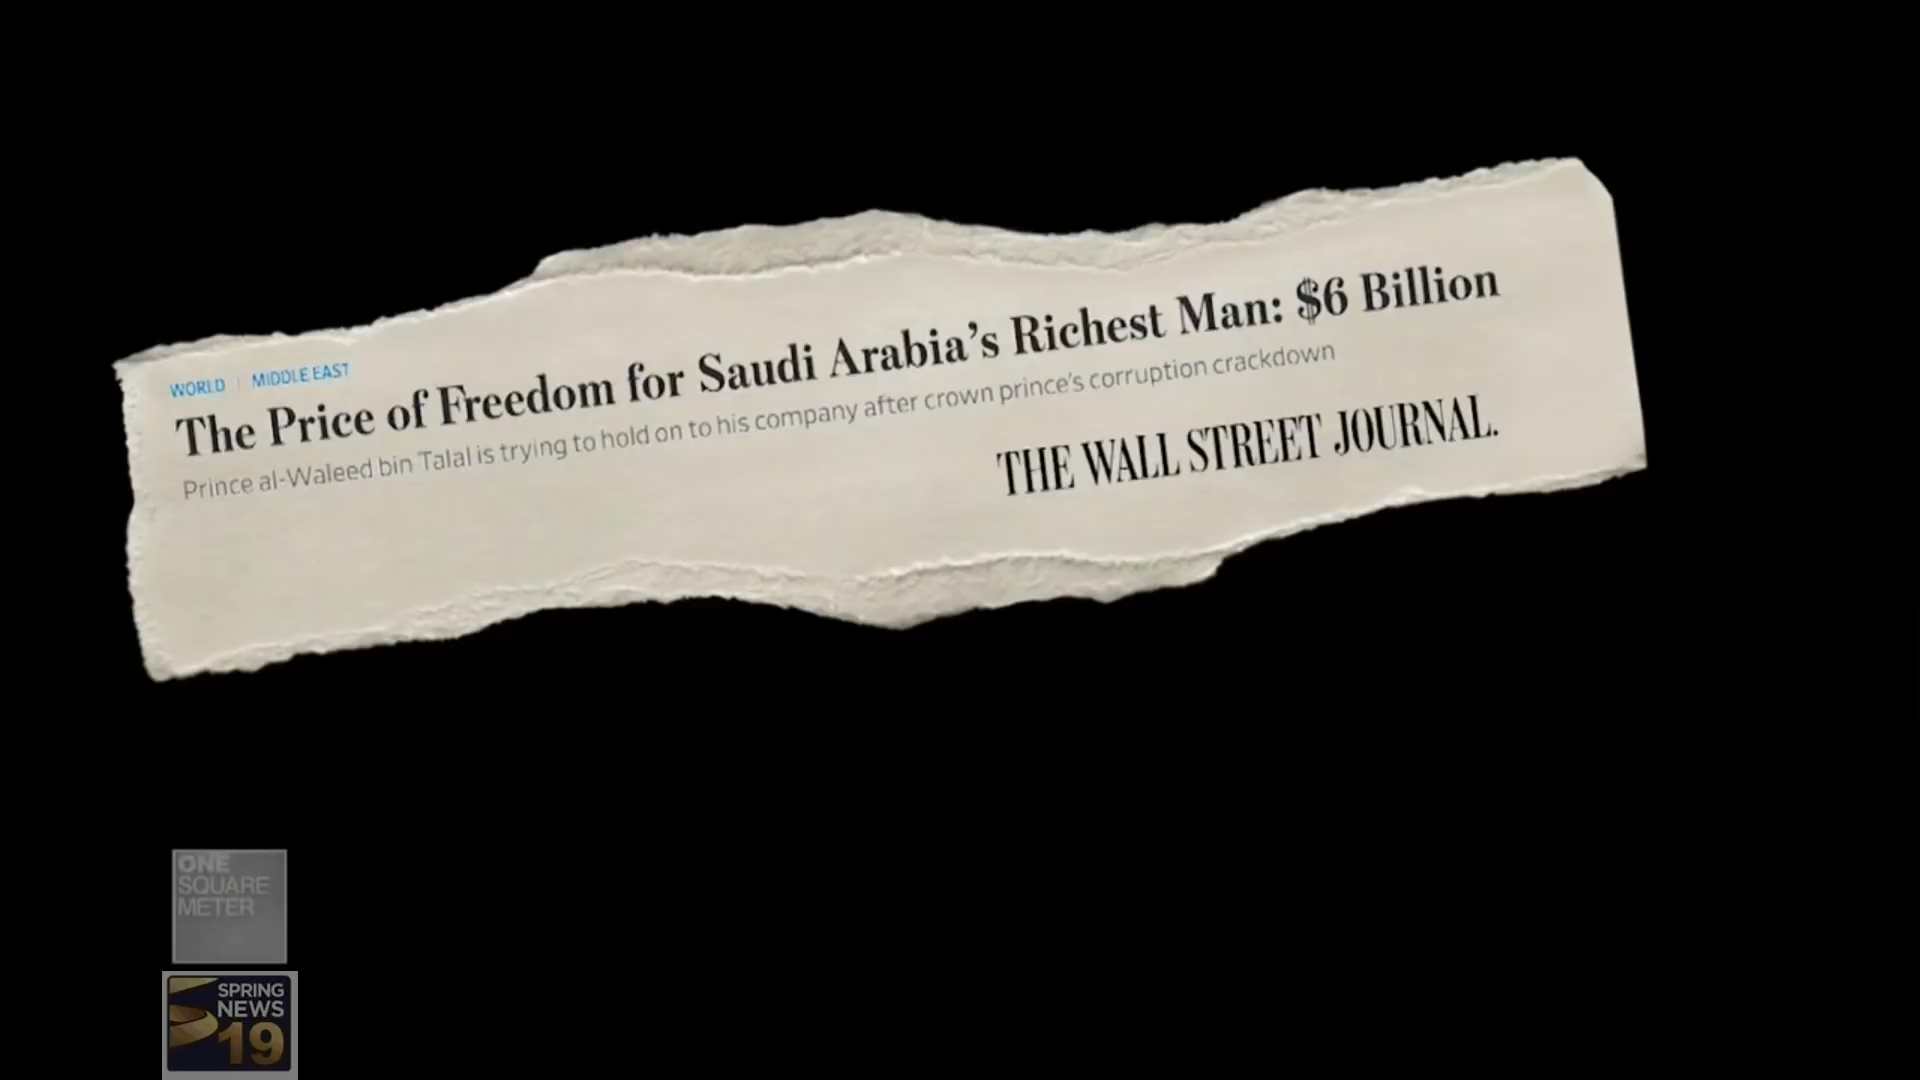 WORLD | MIDDLE EAST
The Price of Freedom for Saudi Arabia’s Richest Man: $6 Billion
Prince al-Waleed bin Talal is trying to hold on to his company after crown prince’s corruption crackdown
THE WALL STREET JOURNAL.
ONE
SQUARE
METER
SPRING
NEWS
19